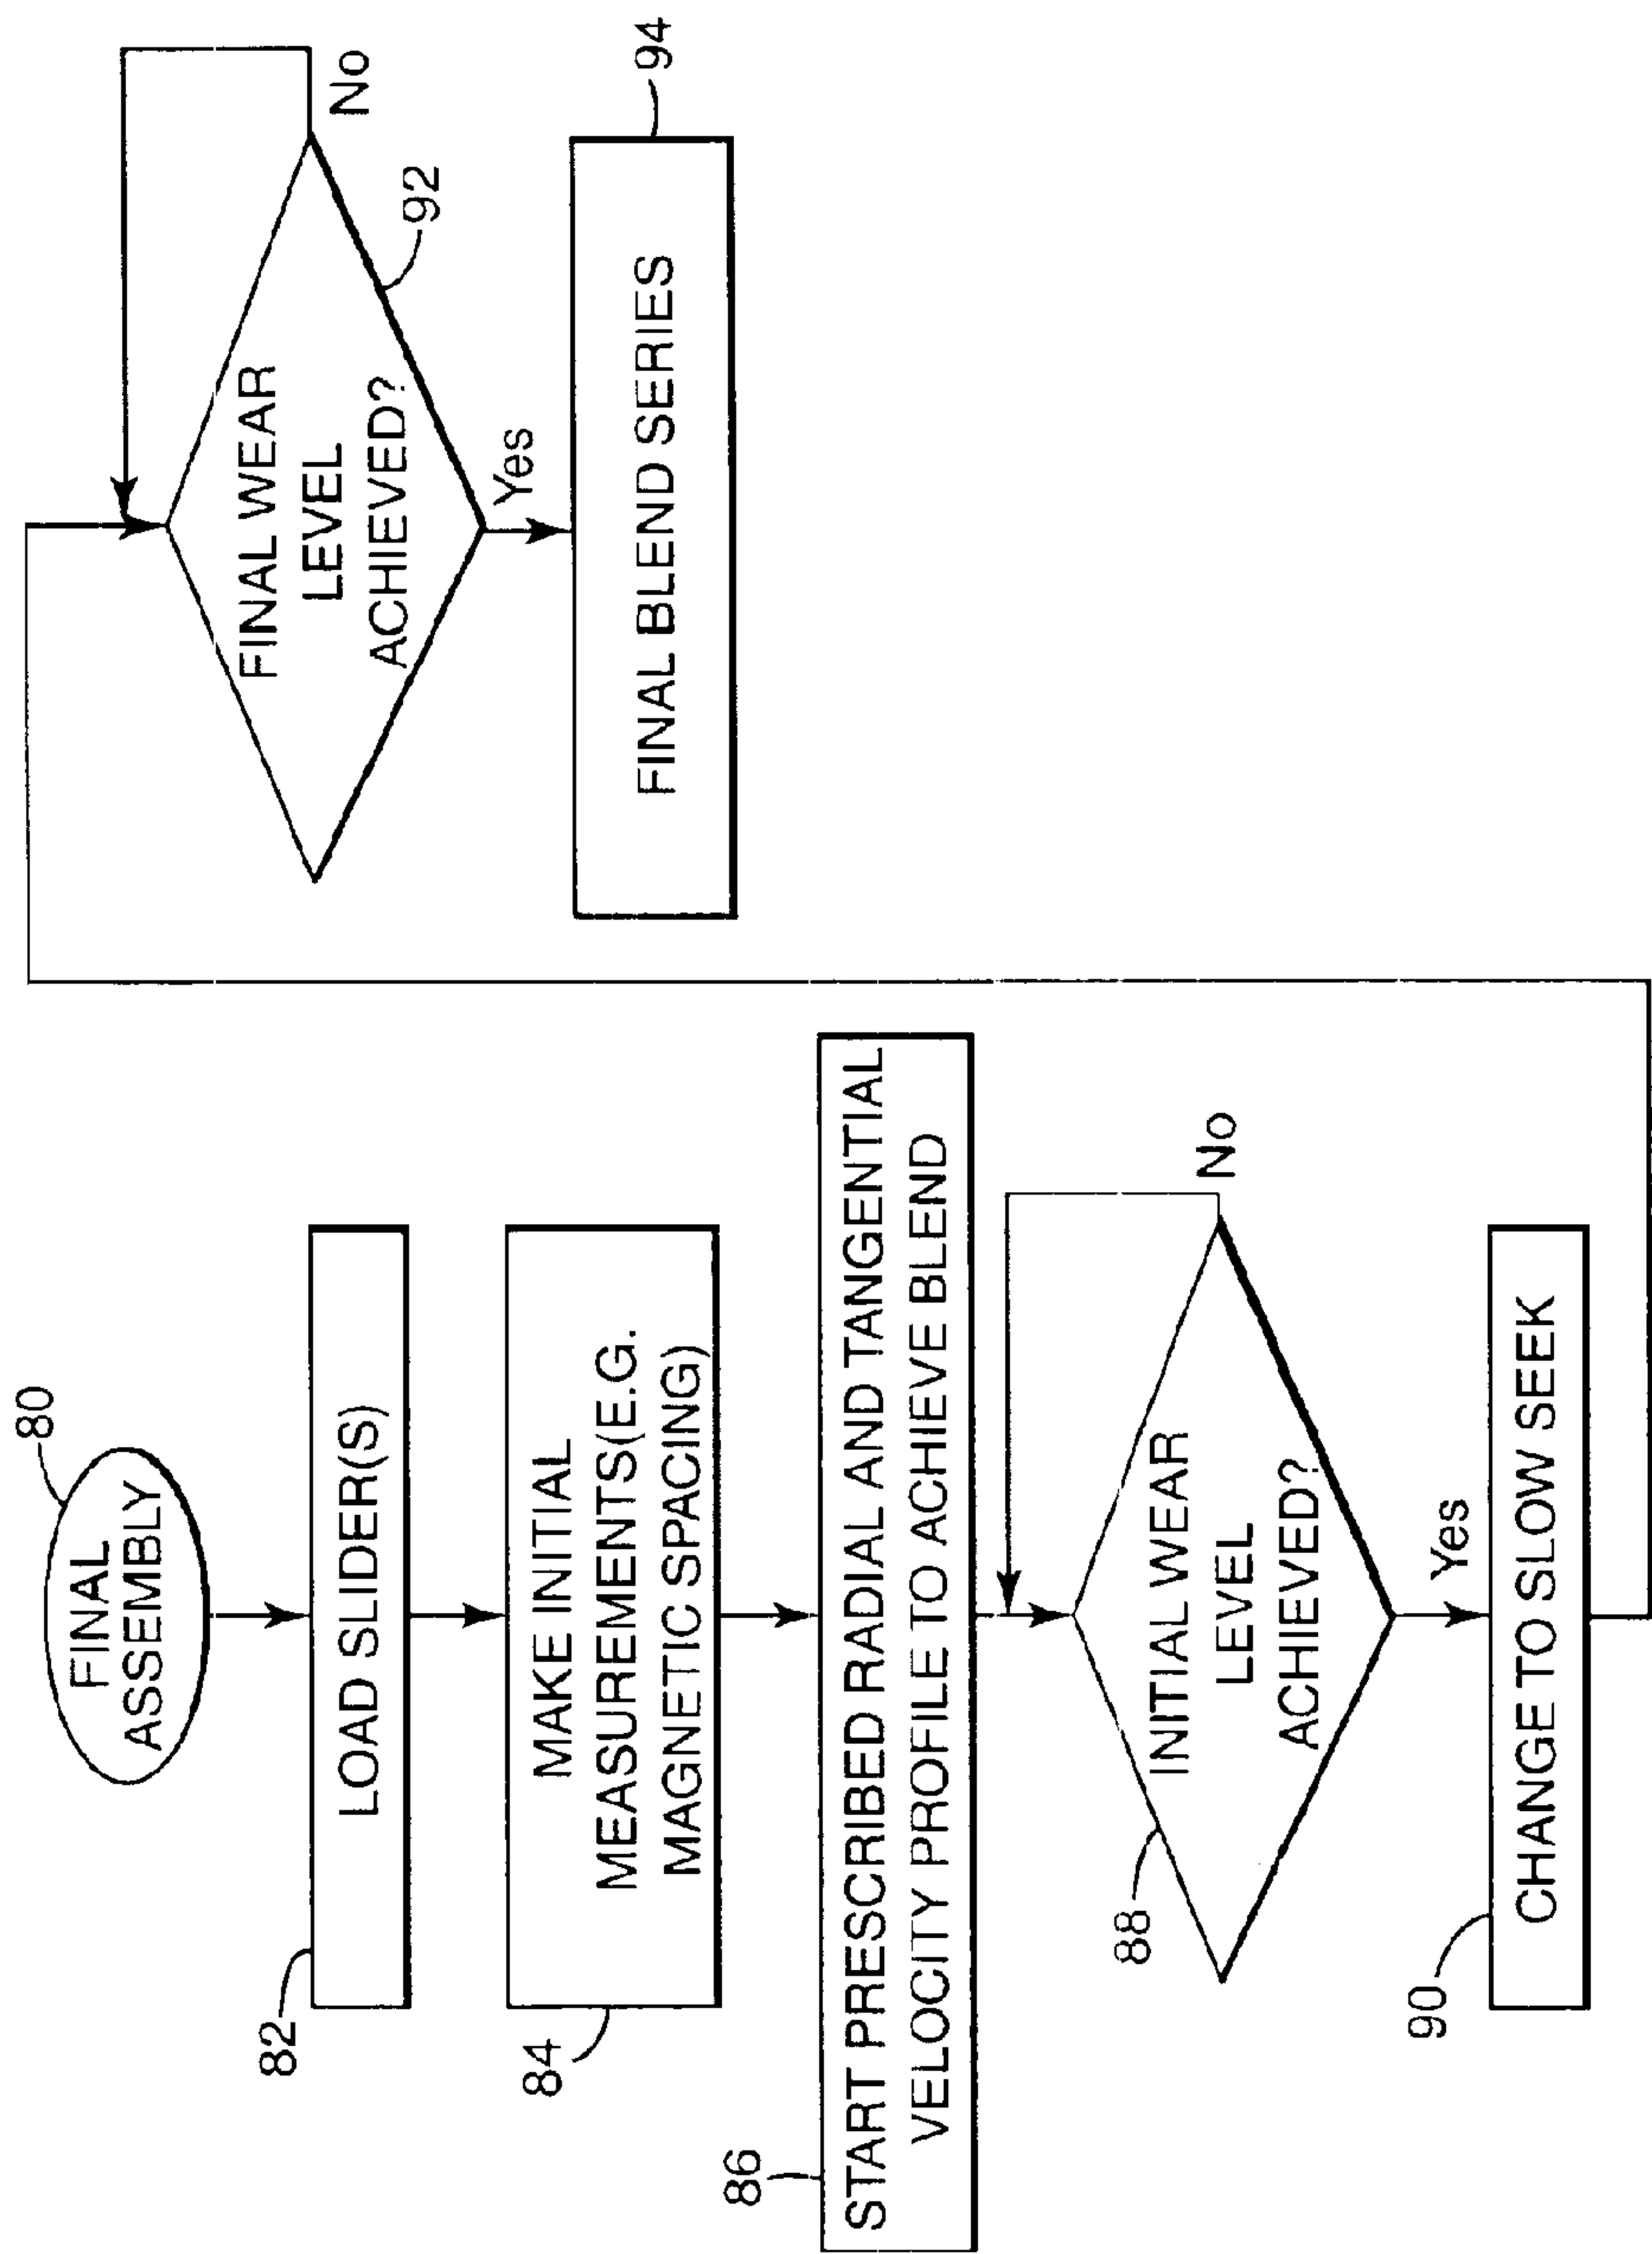 80
FINAL
ASSEMBLY
82
LOAD SLIDER(S)
84
MAKE INITIAL
MEASUREMENTS(E.G.
MAGNETIC SPACING)
86
START PRESCRIBED RADIAL AND TANGENTIAL
VELOCITY PROFILE TO ACHIEVE BLEND
88
INITIAL WEAR
LEVEL
ACHIEVED?
No
Yes
90
CHANGE TO SLOW SEEK
FINAL WEAR
LEVEL
ACHIEVED?
No
92
Yes
94
FINAL BLEND SERIES